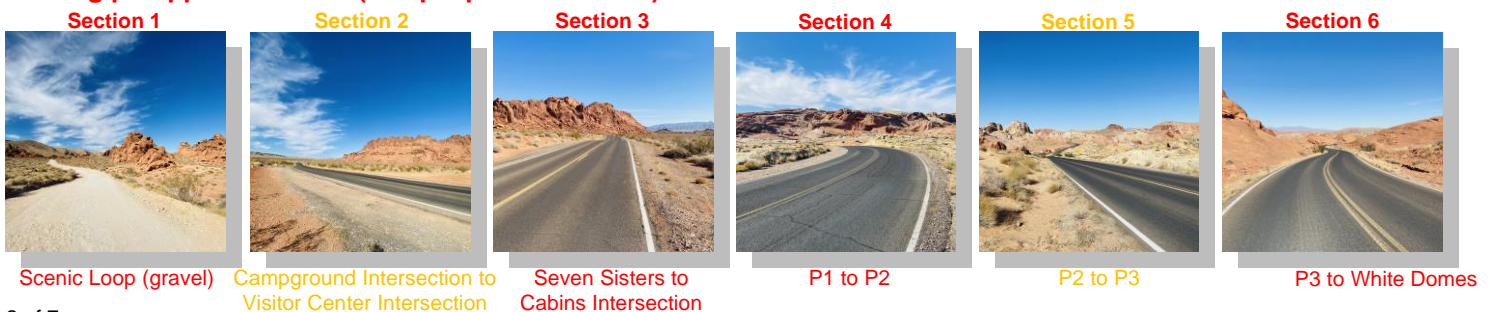 Section 1
Section 2
Section 3
Section 4
Section 5
Section 6
Scenic Loop (gravel)
Campground Intersection to
Visitor Center Intersection
Seven Sisters to
Cabins Intersection
P1 to P2
P2 to P3
P3 to White Domes